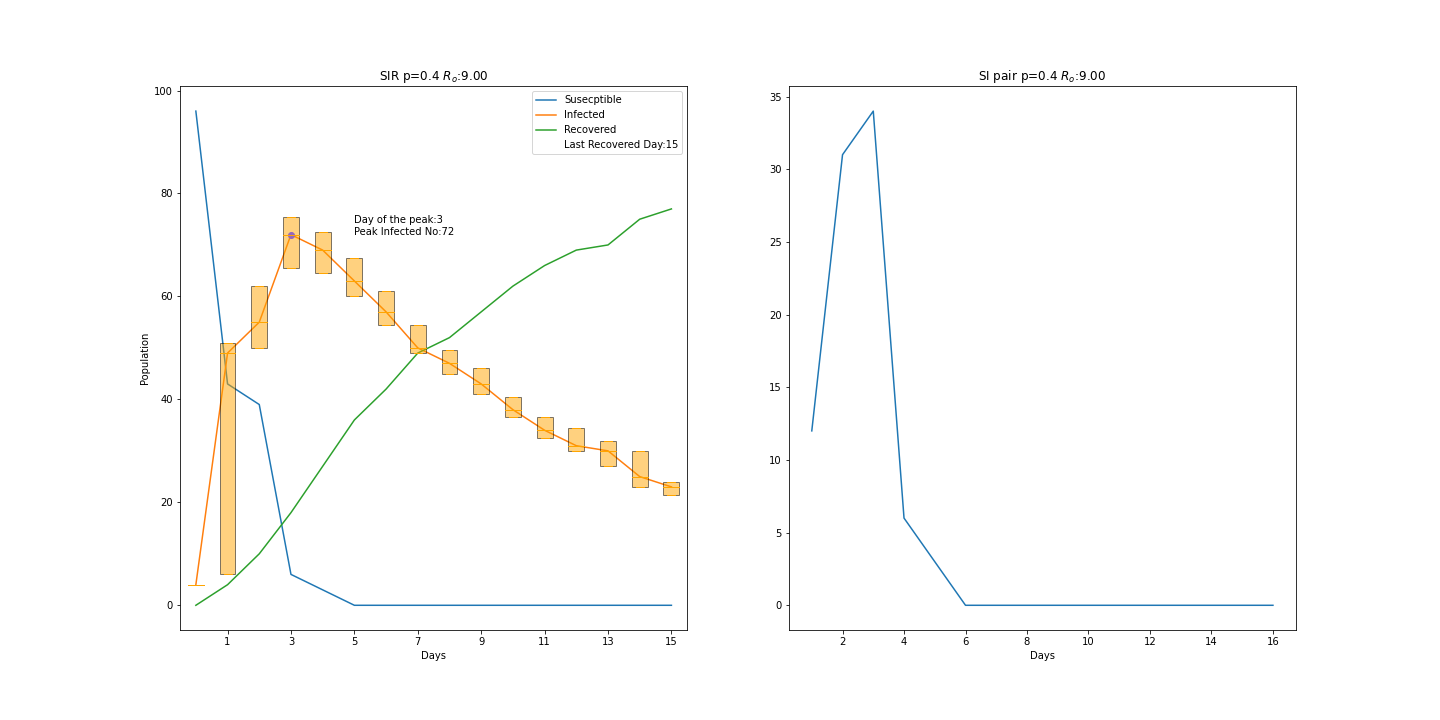 SIR p=0.4 Rₒ:9.00
100
80
60
40
20
0
Population
Susecptible
Infected
Recovered
Last Recovered Day:15
Day of the peak:3
Peak Infected No:72
1 3 5 7 9 11 13 15
Days
SI pair p=0.4 Rₒ:9.00
35
30
25
20
15
10
5
0
2 4 6 8 10 12 14 16
Days